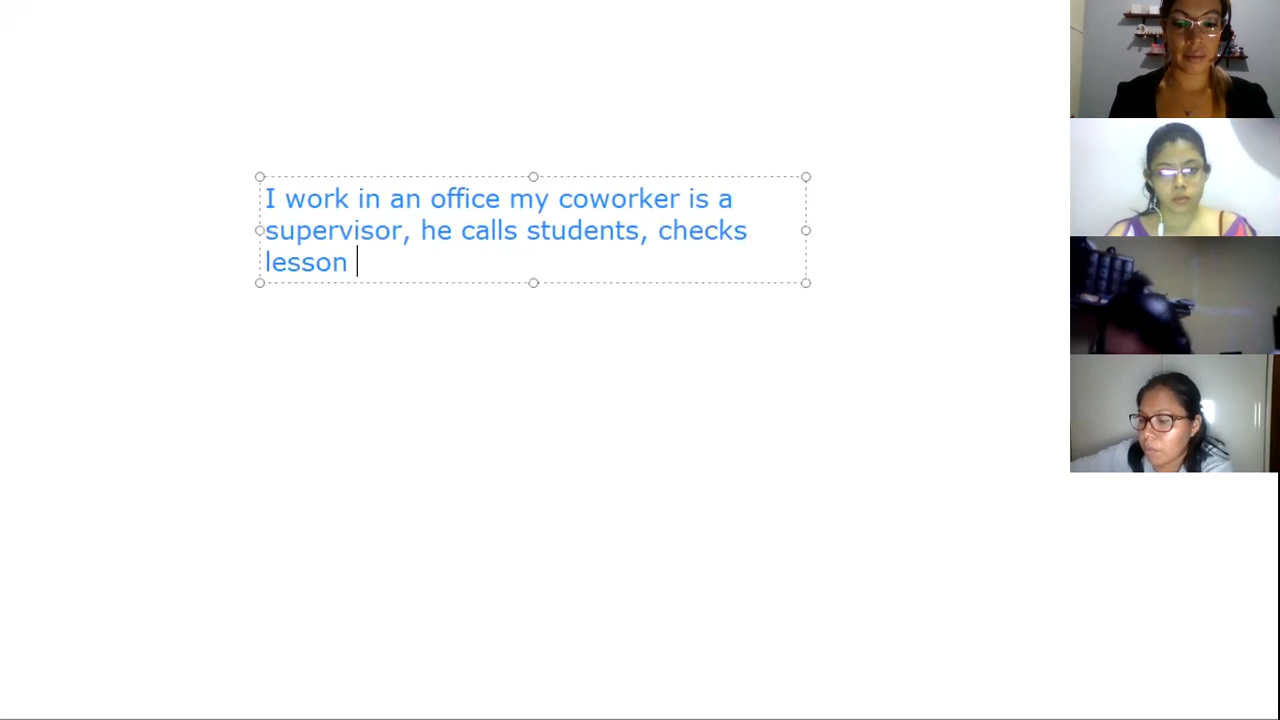 I work in an office my coworker is a
supervisor, he calls students, checks
lesson